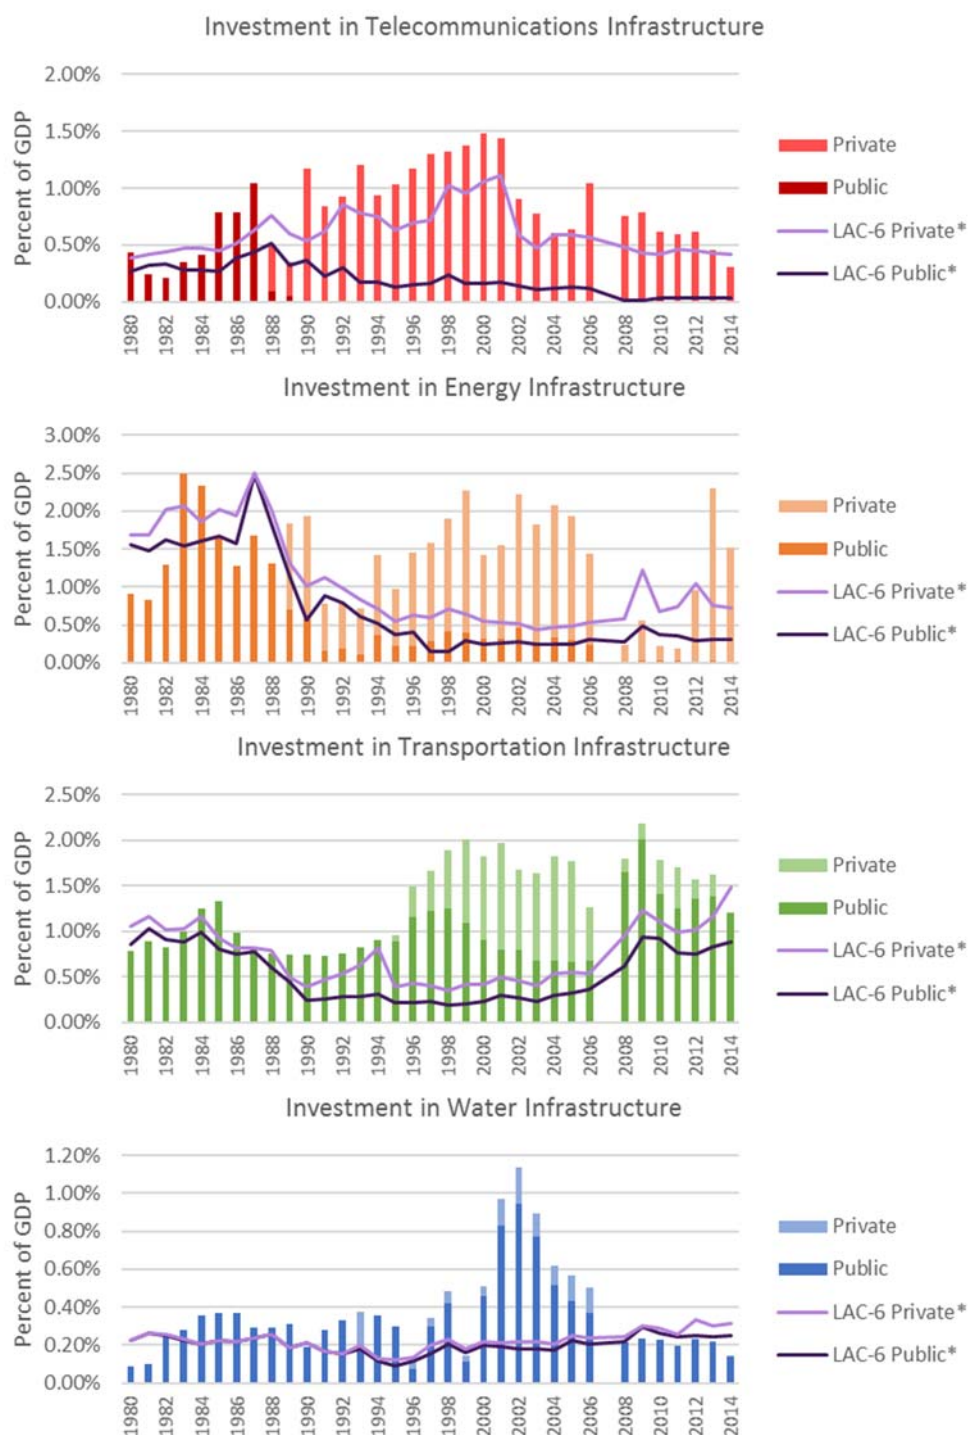 Investment in Telecommunications Infrastructure
Percent of GDP
2.00%
1.50%
1.00%
0.50%
0.00%
1980 1982 1984 1986 1988 1990 1992 1994 1996 1998 2000 2002 2004 2006 2008 2010 2012 2014
Private
Public
LAC-6 Private*
LAC-6 Public*
Investment in Energy Infrastructure
Percent of GDP
3.00%
2.50%
2.00%
1.50%
1.00%
0.50%
0.00%
1980 1982 1984 1986 1988 1990 1992 1994 1996 1998 2000 2002 2004 2006 2008 2010 2012 2014
Private
Public
LAC-6 Private*
LAC-6 Public*
Investment in Transportation Infrastructure
Percent of GDP
2.50%
2.00%
1.50%
1.00%
0.50%
0.00%
1980 1982 1984 1986 1988 1990 1992 1994 1996 1998 2000 2002 2004 2006 2008 2010 2012 2014
Private
Public
LAC-6 Private*
LAC-6 Public*
Investment in Water Infrastructure
Percent of GDP
1.20%
1.00%
0.80%
0.60%
0.40%
0.20%
0.00%
1980 1982 1984 1986 1988 1990 1992 1994 1996 1998 2000 2002 2004 2006 2008 2010 2012 2014
Private
Public
LAC-6 Private*
LAC-6 Public*